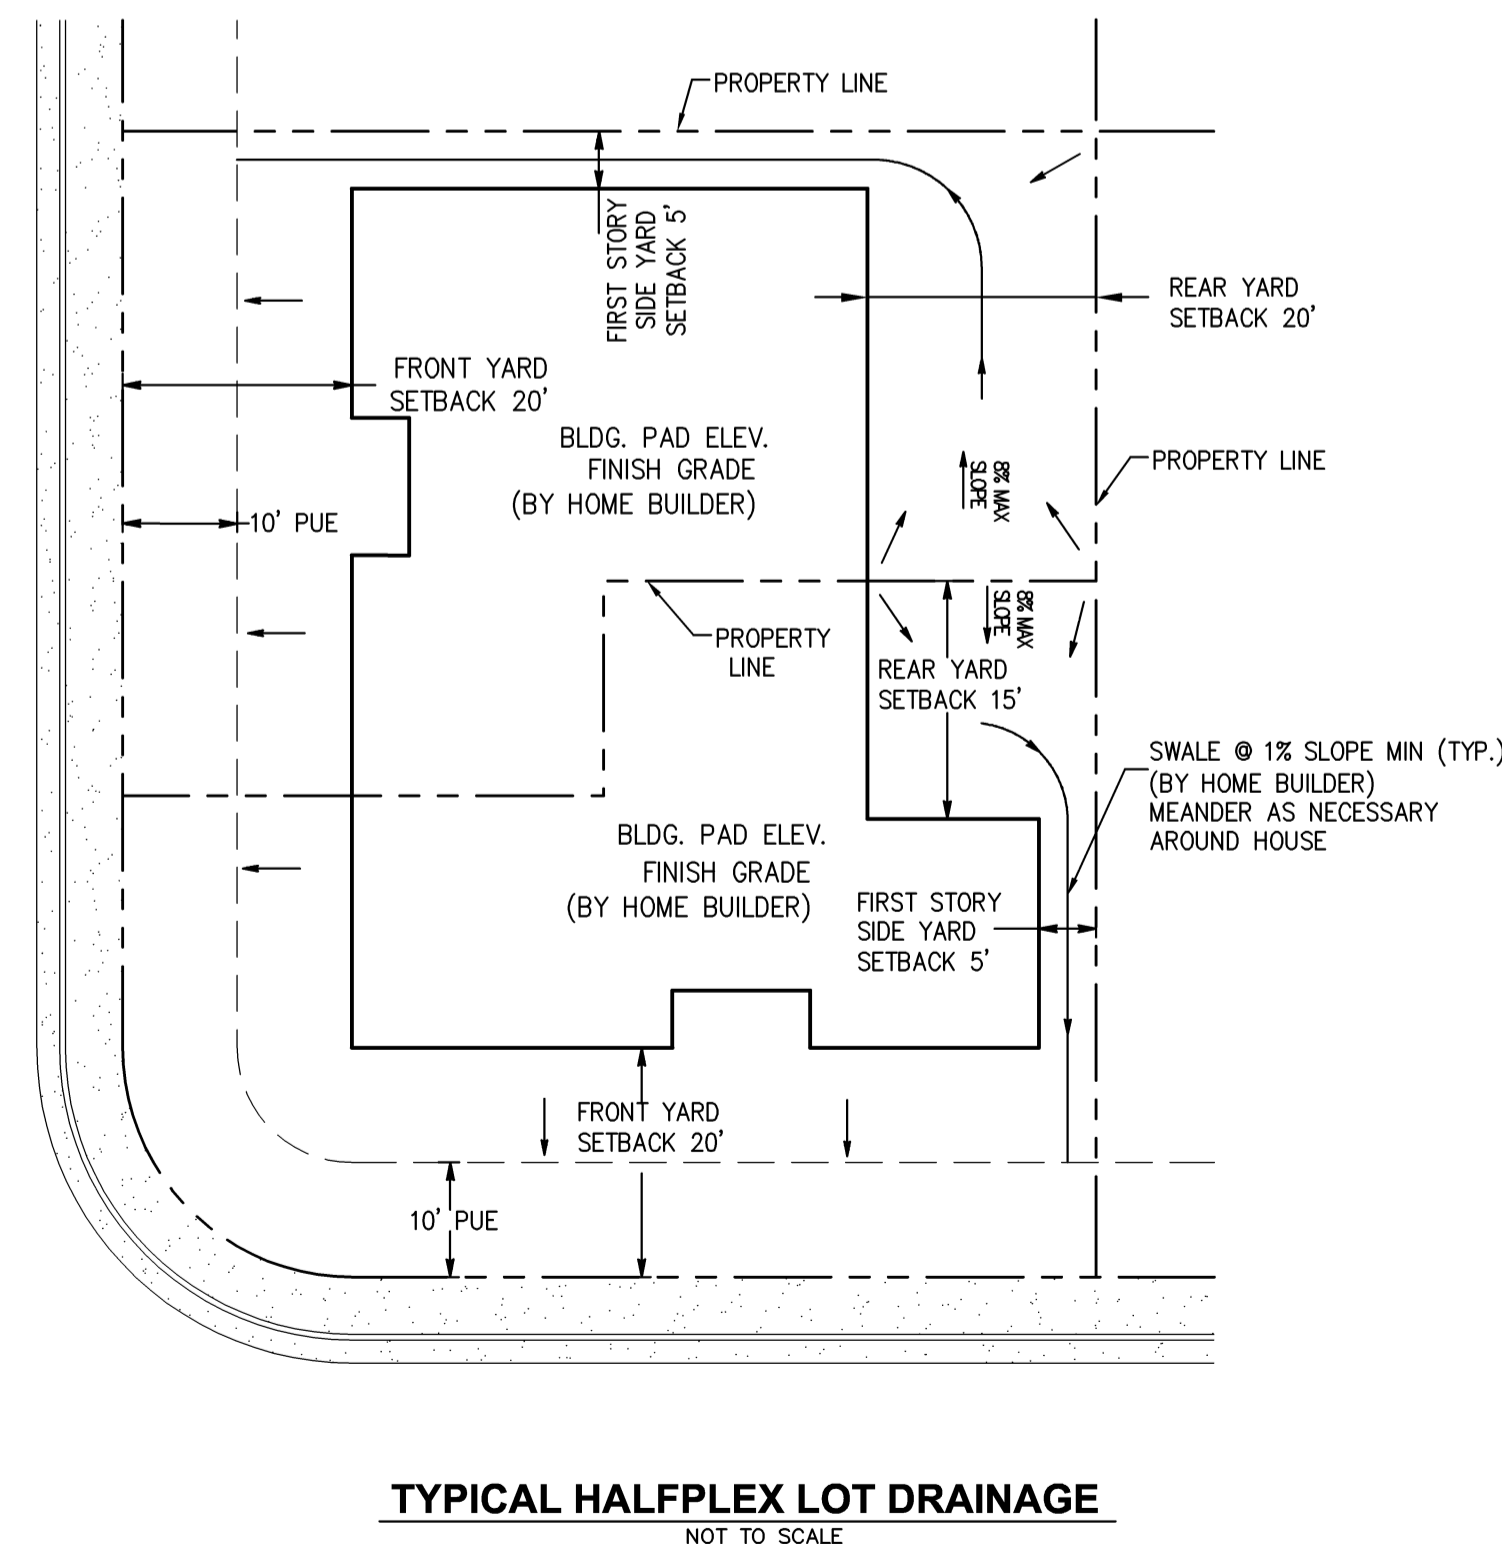 PROPERTY LINE
FIRST STORY
SIDE YARD
SETBACK 5'
REAR YARD
SETBACK 20'
FRONT YARD
SETBACK 20'
BLDG. PAD ELEV.
FINISH GRADE
(BY HOME BUILDER)
8% MAX
SLOPE
PROPERTY LINE
10' PUE
8% MAX
SLOPE
PROPERTY
LINE
REAR YARD
SETBACK 15'
SWALE @ 1% SLOPE MIN (TYP.)
(BY HOME BUILDER)
MEANDER AS NECESSARY
AROUND HOUSE
BLDG. PAD ELEV.
FINISH GRADE
(BY HOME BUILDER)
FIRST STORY
SIDE YARD
SETBACK 5'
FRONT YARD
SETBACK 20'
10' PUE
TYPICAL HALFPLEX LOT DRAINAGE
NOT TO SCALE